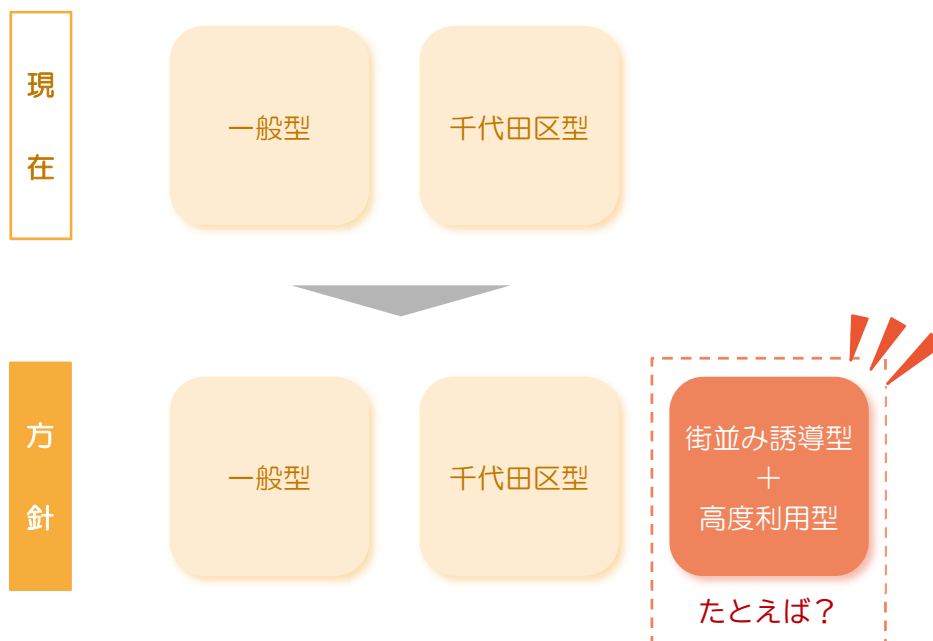 現在
一般型
千代田区型
方針
一般型
千代田区型
街並み誘導型
＋
高度利用型
たとえば？